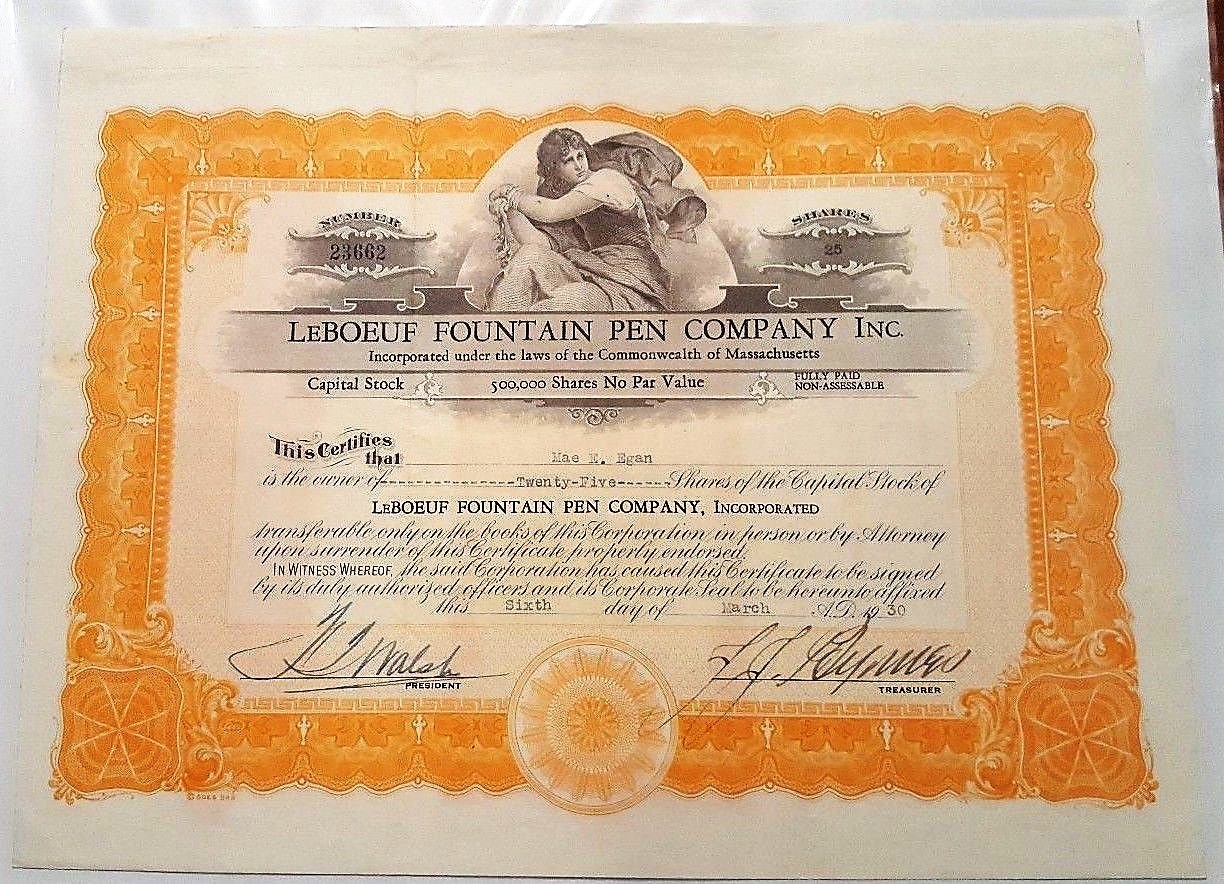 NUMBER
23662
SHARES
25
LEBOEUF FOUNTAIN PEN COMPANY INC.
Incorporated under the laws of the Commonwealth of Massachusetts
Capital Stock 500,000 Shares No Par Value FULLY PAID
NON-ASSESSABLE
This Certifies
that Mae E. Egan
is the owner of ---------------Twenty-Five------ Shares of the Capital Stock of
LEBOEUF FOUNTAIN PEN COMPANY, INCORPORATED
transferable only on the books of this Corporation in person or by Attorney
upon surrender of this Certificate properly endorsed.
IN WITNESS WHEREOF, the said Corporation has caused this Certificate to be signed
by its duly authorized officers and its Corporate Seal to be hereunto affixed
this Sixth day of March A.D. 1930
Walsh
PRESIDENT
TREASURER